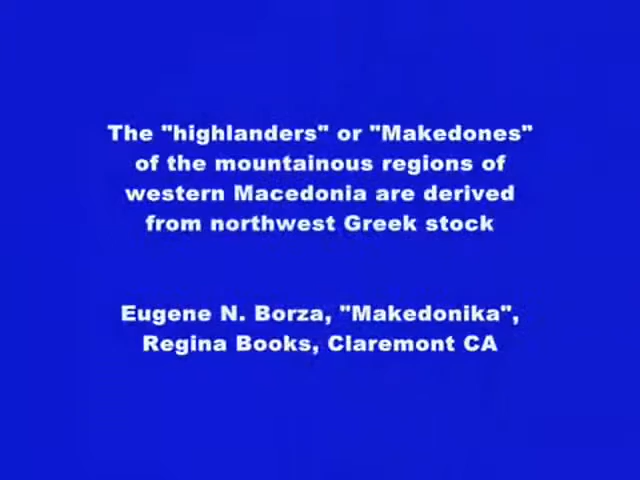 The "highlanders" or "Makedones"
of the mountainous regions of
western Macedonia are derived
from northwest Greek stock
Eugene N. Borza, "Makedonika",
Regina Books, Claremont CA